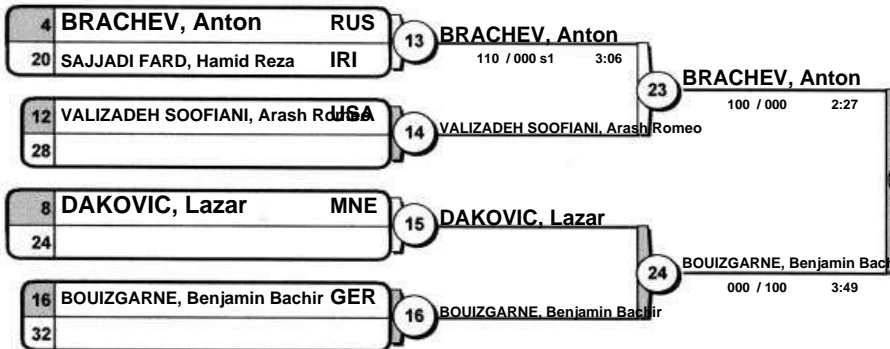 4 BRACHEV, Anton RUS
20 SAJJADI FARD, Hamid Reza IRI
13 BRACHEV, Anton
110 / 000 s1 3:06
12 VALIZADEH SOOFIANI, Arash Romeo USA
28
14 VALIZADEH SOOFIANI, Arash Romeo
23 BRACHEV, Anton
100 / 000 2:27
8 DAKOVIC, Lazar MNE
24
15 DAKOVIC, Lazar
16 BOUIZGARNE, Benjamin Bachir GER
32
16 BOUIZGARNE, Benjamin Bachir
24 BOUIZGARNE, Benjamin Bach
000 / 100 3:49